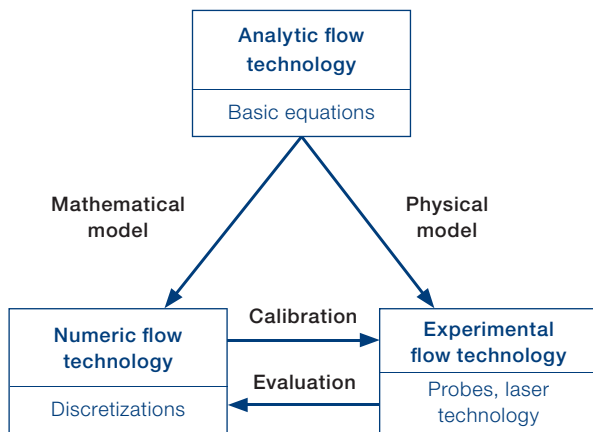 Analytic flow
technology
Basic equations
Mathematical
model
Physical
model
Numeric flow
technology
Discretizations
Calibration
Evaluation
Experimental
flow technology
Probes, laser
technology